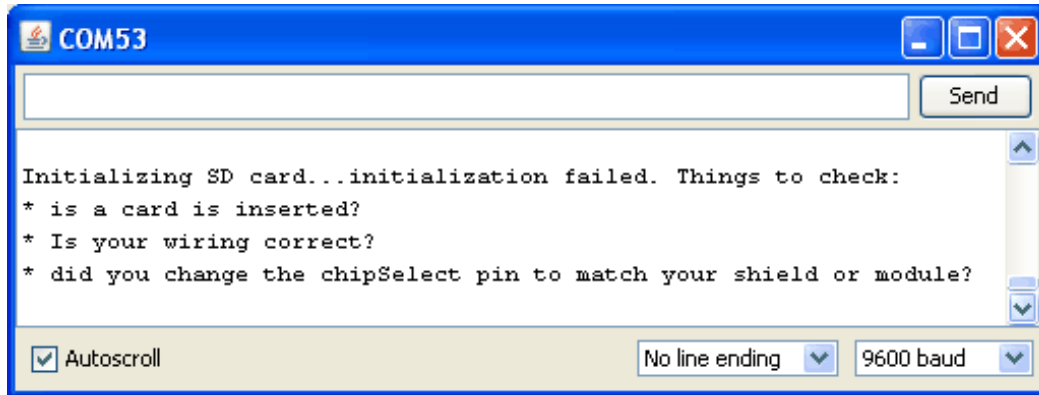 COM53
Send
Initializing SD card...initialization failed. Things to check:
* is a card is inserted?
* Is your wiring correct?
* did you change the chipSelect pin to match your shield or module?
Autoscroll
No line ending
9600 baud